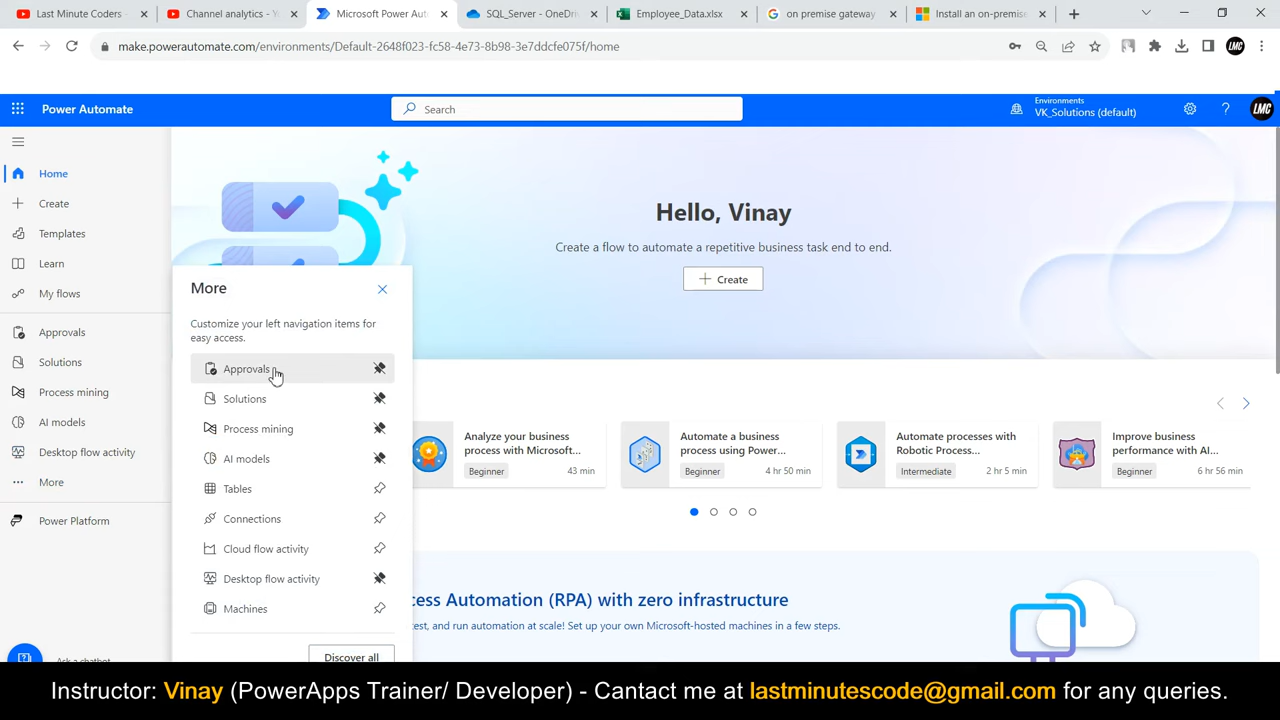 Last Minute Coders -
Channel analytics - Y
Microsoft Power Aut
SQL_Server - OneDri
Employee_Data.xlsx
on premise gateway
Install an on-premis
make.powerautomate.com/environments/Default-2648f023-fc58-4e73-8b98-3e7ddcfe075f/home
LMC
Power Automate
Search
Environments
VK_Solutions (default)
?
LMC
Home
Create
Templates
Learn
My flows
Approvals
Solutions
Process mining
AI models
Desktop flow activity
More
Power Platform
Ask a chatbot
Hello, Vinay
Create a flow to automate a repetitive business task end to end.
Create
More
Customize your left navigation items for
easy access.
Approvals
Solutions
Process mining
AI models
Tables
Connections
Cloud flow activity
Desktop flow activity
Machines
Discover all
Analyze your business
process with Microsoft...
Beginner
43 min
Automate a business
process using Power...
Beginner
4 hr 50 min
Automate processes with
Robotic Process...
Intermediate
2 hr 5 min
Improve business
performance with AI...
Beginner
6 hr 56 min
cess Automation (RPA) with zero infrastructure
test, and run automation at scale! Set up your own Microsoft-hosted machines in a few steps.
Instructor: Vinay (PowerApps Trainer/ Developer) - Cantact me at lastminutescode@gmail.com for any queries.